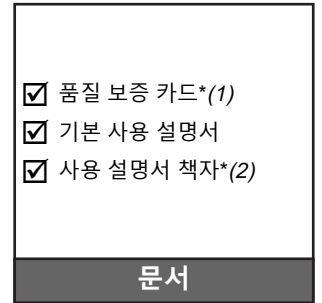 ☑ 품질 보증 카드*(1)
☑ 기본 사용 설명서
☑ 사용 설명서 책자*(2)
문서